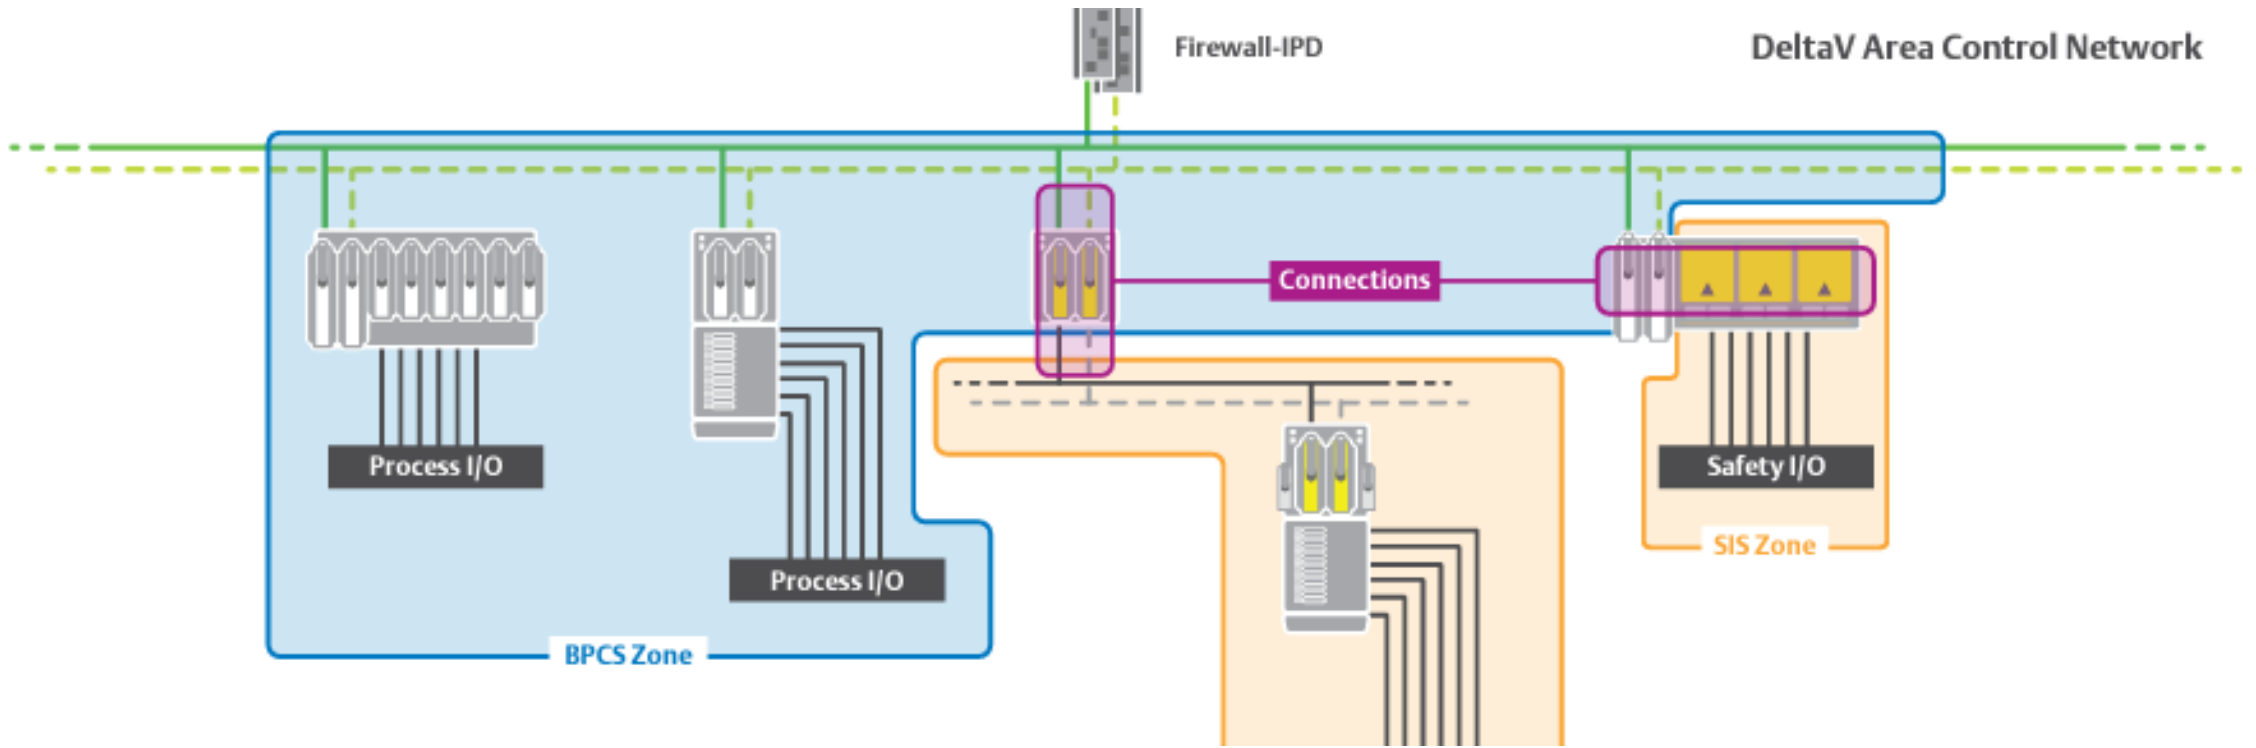 Firewall-IPD
DeltaV Area Control Network
Connections
Process I/O
Safety I/O
SIS Zone
Process I/O
BPCS Zone